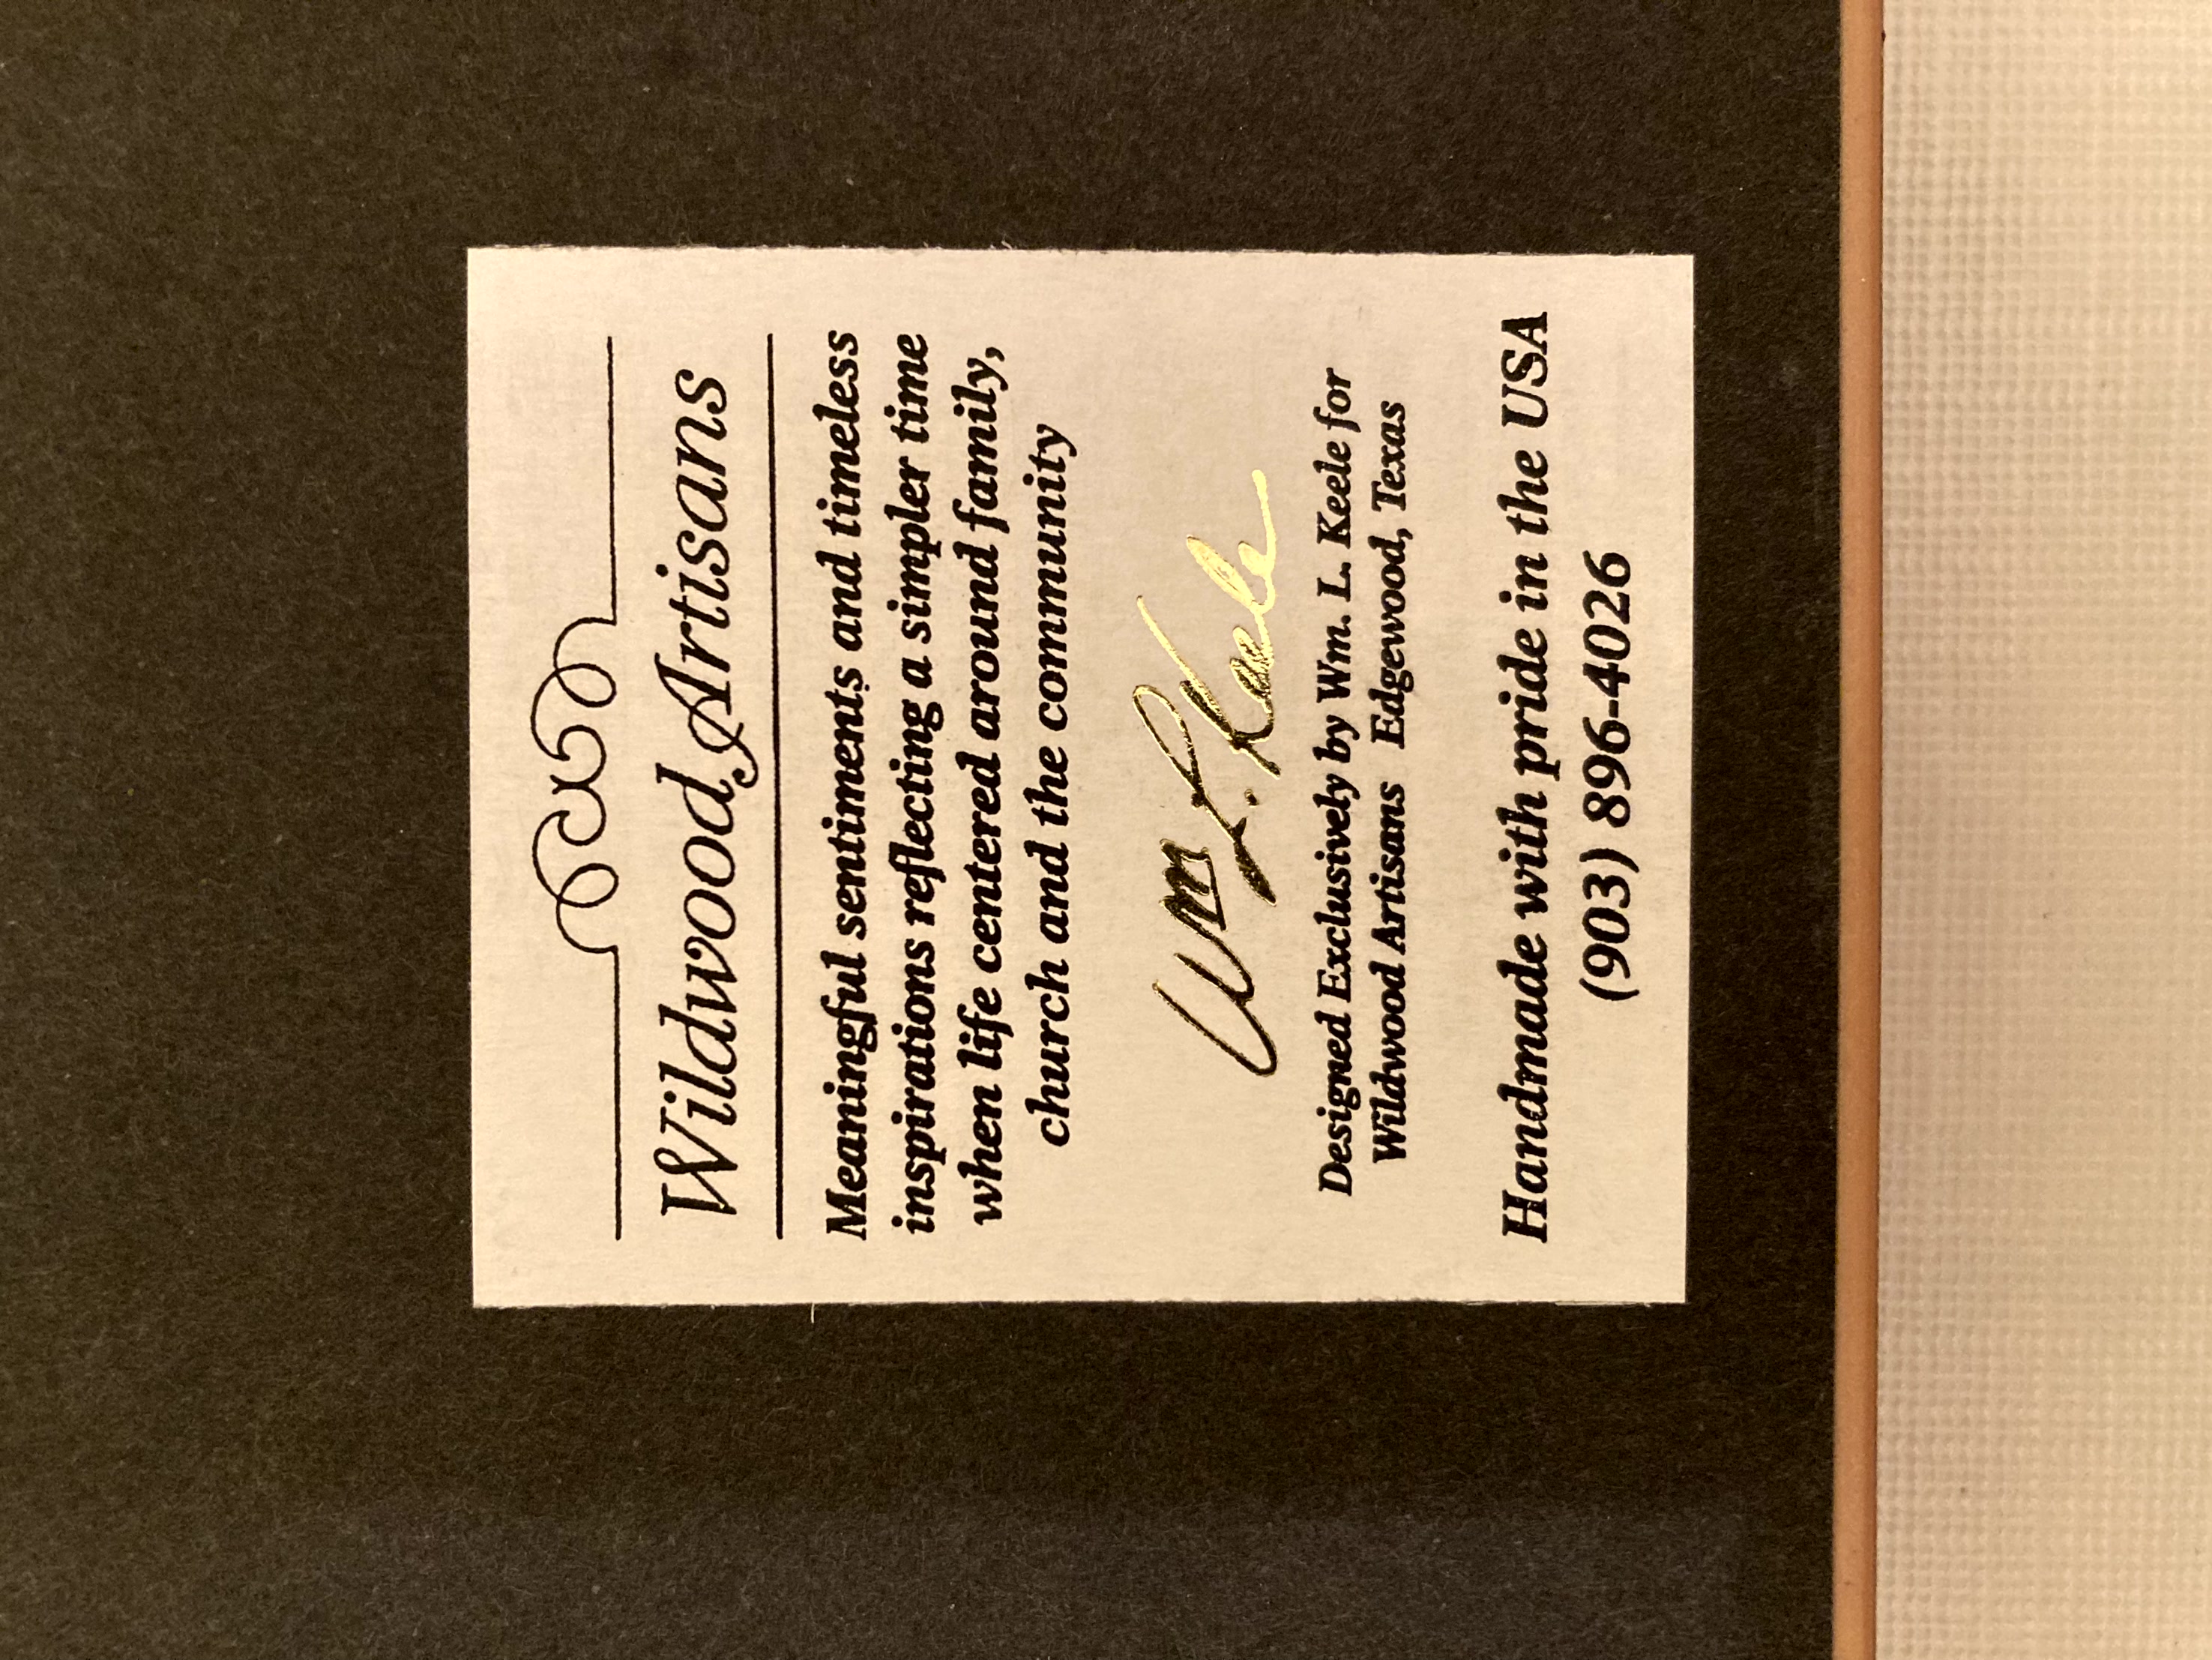 Wildwood Artisans
Meaningful sentiments and timeless
inspirations reflecting a simpler time
when life centered around family,
church and the community
Wm L. Keele
Designed Exclusively by Wm. L. Keele for
Wildwood Artisans Edgewood, Texas
Handmade with pride in the USA
(903) 896-4026